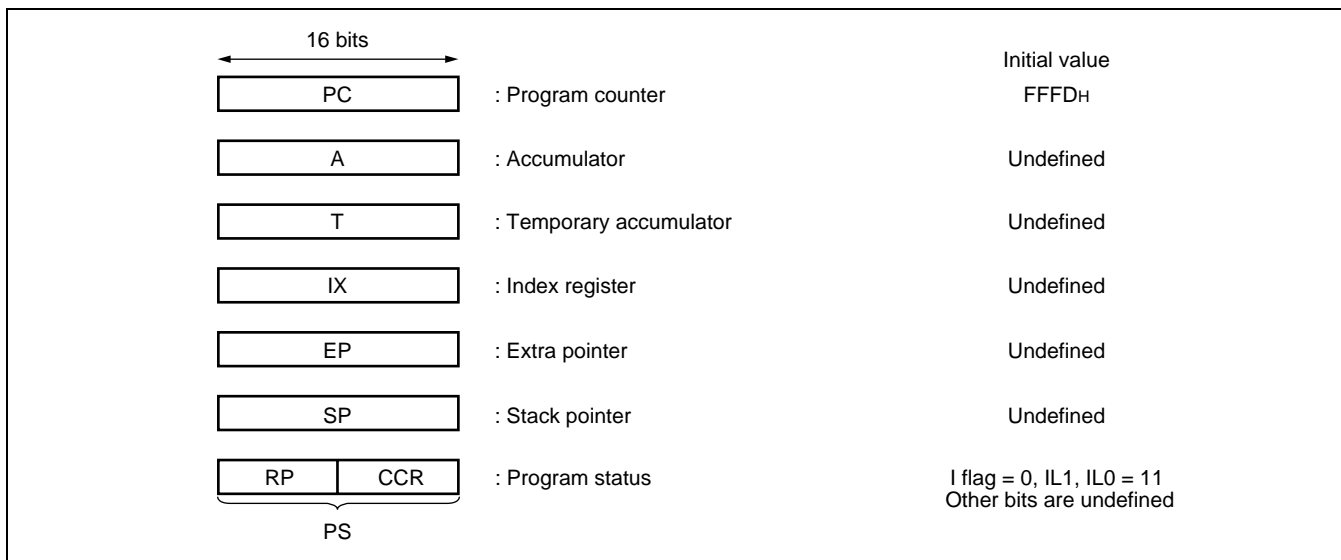 16 bits
Initial value
PC : Program counter FFFDH
A : Accumulator Undefined
T : Temporary accumulator Undefined
IX : Index register Undefined
EP : Extra pointer Undefined
SP : Stack pointer Undefined
RP CCR : Program status I flag = 0, IL1, IL0 = 11
Other bits are undefined
PS